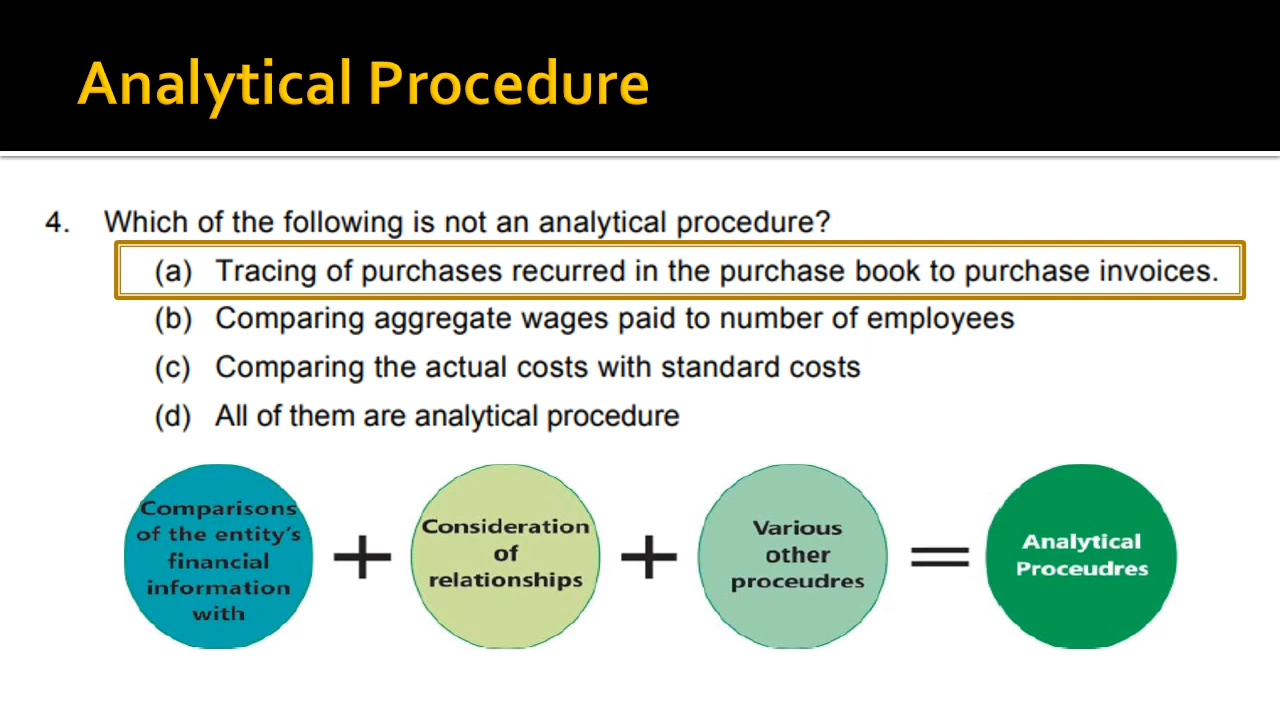 Analytical Procedure
4. Which of the following is not an analytical procedure?
(a) Tracing of purchases recurred in the purchase book to purchase invoices.
(b) Comparing aggregate wages paid to number of employees
(c) Comparing the actual costs with standard costs
(d) All of them are analytical procedure
Comparisons
of the entity's
financial
information
with
+
Consideration
of
relationships
+
Various
other
proceudres
=
Analytical
Proceudres